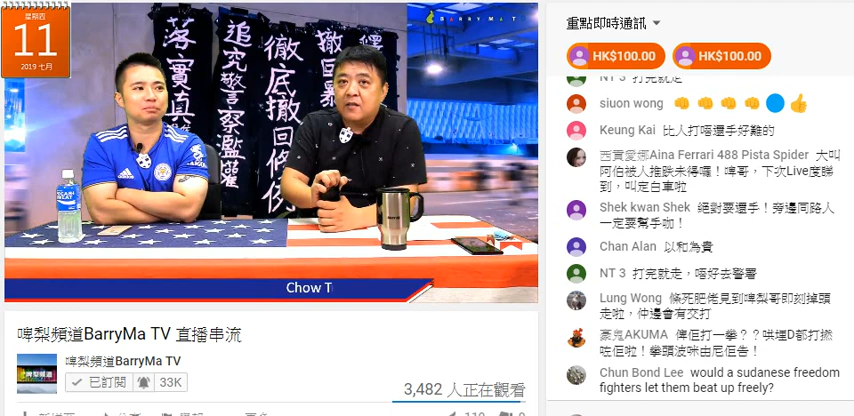 星期四
11
2019 七月
BARRYMA T
落實真
追究警察濫權
徹底撤回修例
撤回暴
Chow T
啤梨頻道BarryMa TV 直播串流
啤梨頻道BarryMa TV
已訂閱
33K
3,482 人正在觀看
重點即時通訊
HK$100.00
HK$100.00
NT 3 打完就走
siuon wong
Keung Kai 比人打唔還手好難的
西貢愛娜Aina Ferrari 488 Pista Spider 大叫
阿伯被人推跌未得囉！啤哥，下次Live度睇
到，叫定白車啦
Shek kwan Shek 絕對要還手！旁邊同路人
一定要幫手咖！
Chan Alan 以和為貴
NT 3 打完就走，唔好去警署
Lung Wong 條死肥佬見到啤梨哥即刻掉頭
走啦，仲邊會有交打
豪鬼AKUMA 俾佢打一拳？？哄埋D都打撚
咗佢啦！拳頭波咪由尼佢告！
Chun Bond Lee would a sudanese freedom
fighters let them beat up freely?